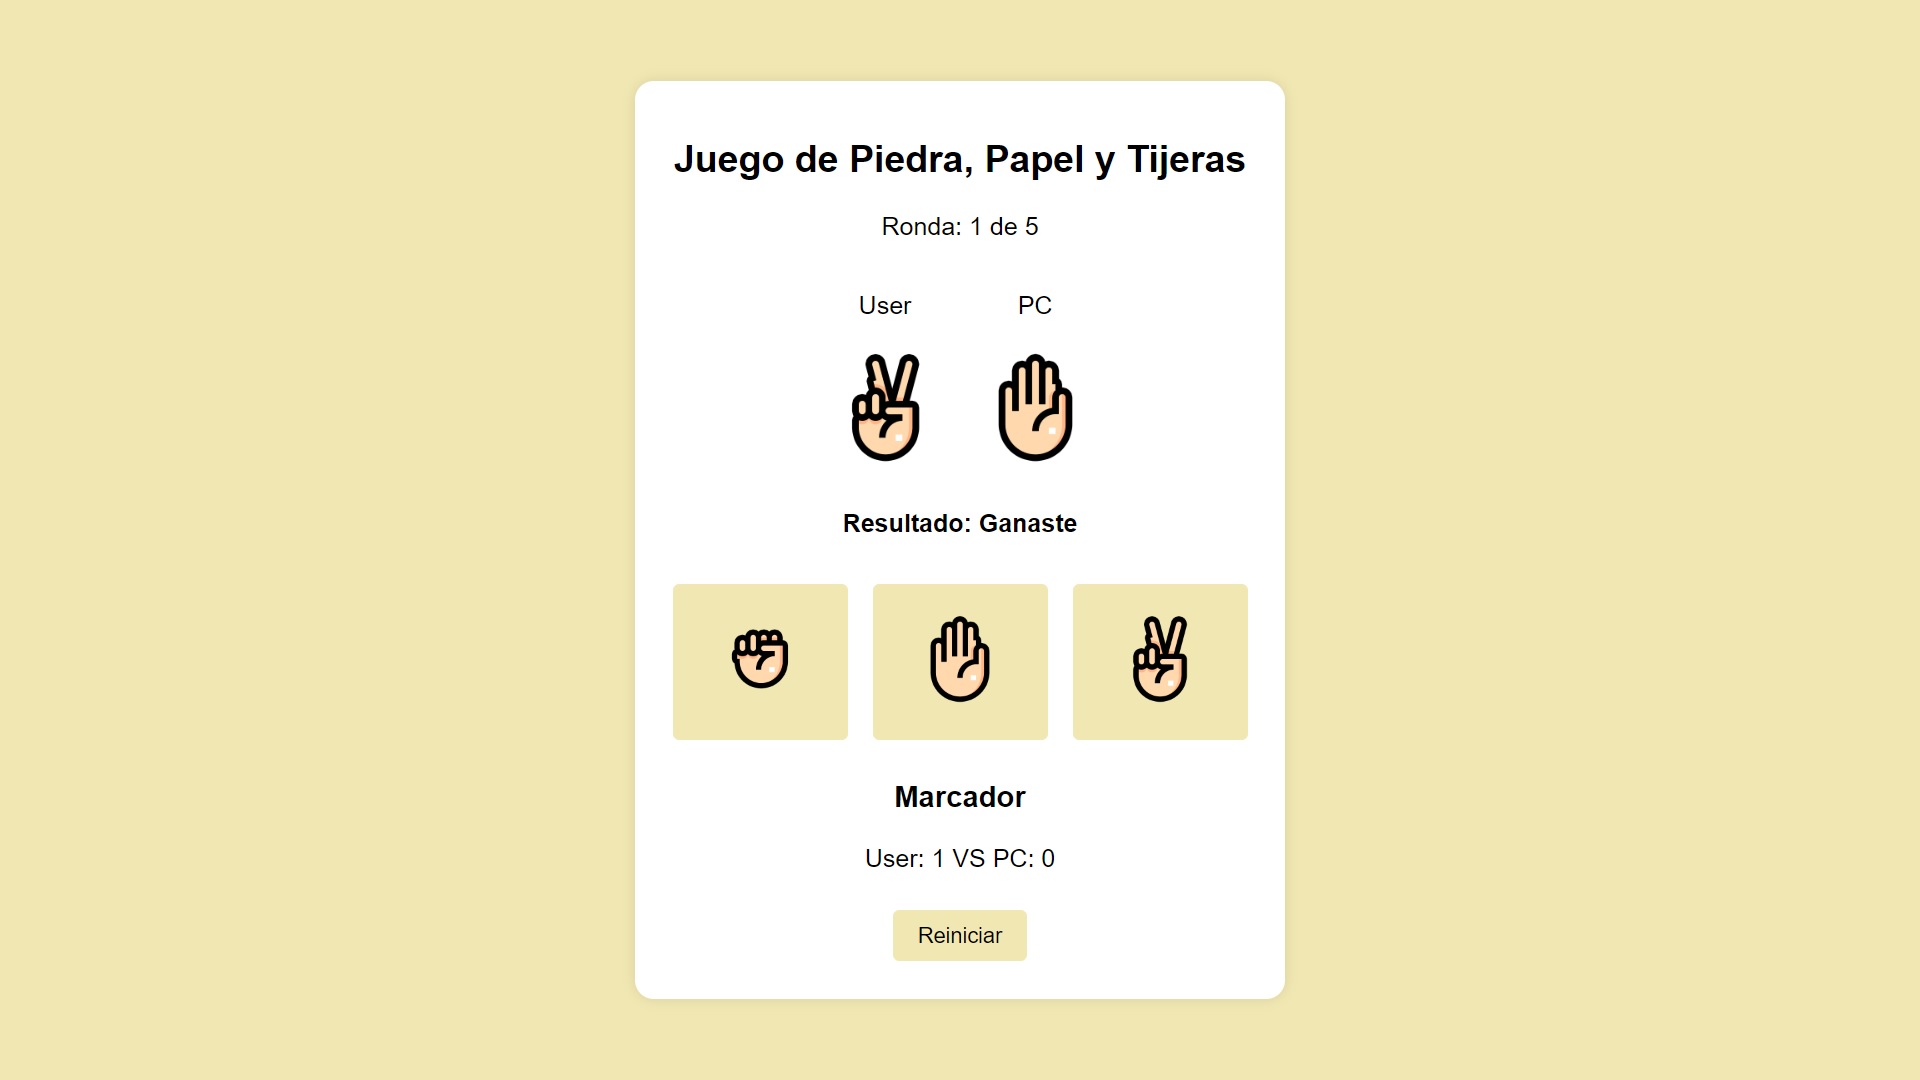 Juego de Piedra, Papel y Tijeras
Ronda: 1 de 5
User PC
Resultado: Ganaste
Marcador
User: 1 VS PC: 0
Reiniciar